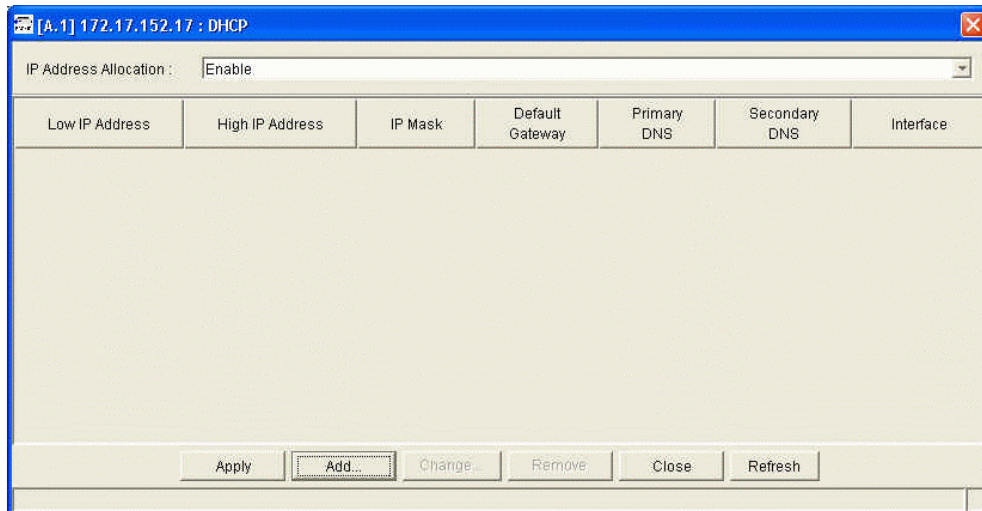 [A.1] 172.17.152.17 : DHCP
IP Address Allocation : Enable
Low IP Address High IP Address IP Mask Default Gateway Primary DNS Secondary DNS Interface
Apply Add... Change... Remove Close Refresh